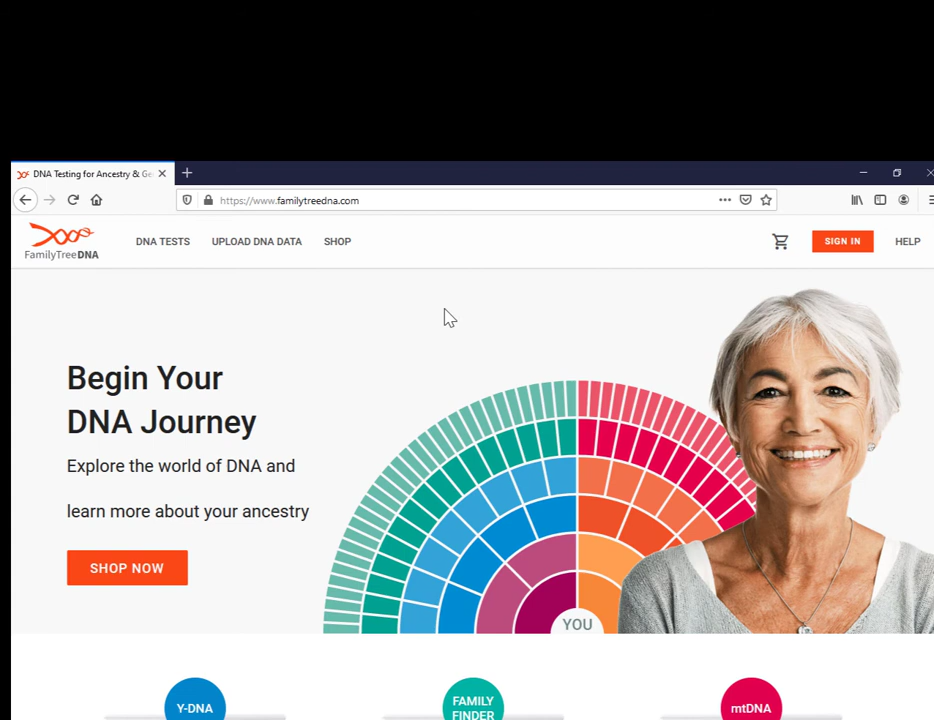 DNA Testing for Ancestry & Ge
https://www.familytreedna.com
FamilyTreeDNA
DNA TESTS
UPLOAD DNA DATA
SHOP
SIGN IN
HELP
Begin Your
DNA Journey
Explore the world of DNA and
learn more about your ancestry
SHOP NOW
YOU
Y-DNA
FAMILY
FINDER
mtDNA